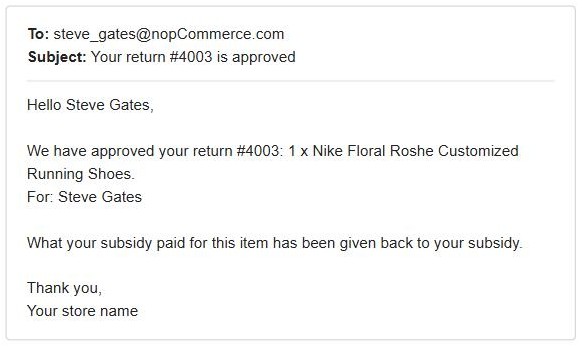 To: steve_gates@nopCommerce.com
Subject: Your return #4003 is approved
Hello Steve Gates,
We have approved your return #4003: 1 x Nike Floral Roshe Customized
Running Shoes.
For: Steve Gates
What your subsidy paid for this item has been given back to your subsidy.
Thank you,
Your store name